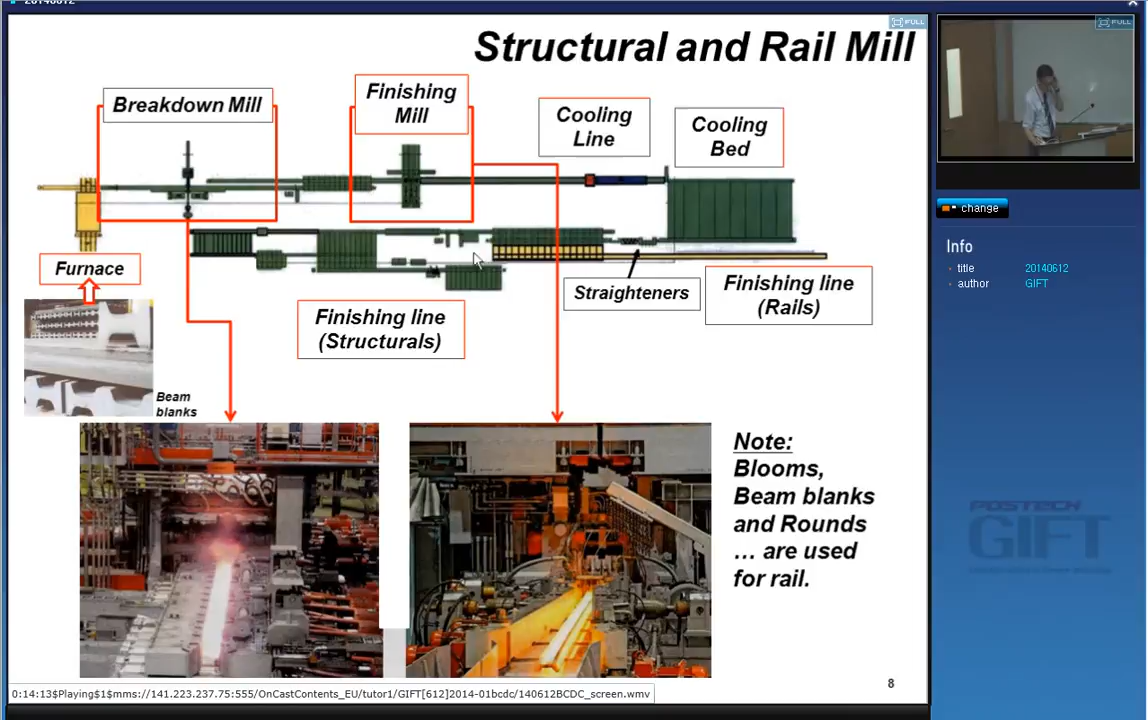 20140612
FULL
Structural and Rail Mill
Breakdown Mill
Finishing
Mill
Cooling
Line
Cooling
Bed
Furnace
Straighteners
Finishing line
(Rails)
Finishing line
(Structurals)
Beam
blanks
Note:
Blooms,
Beam blanks
and Rounds
… are used
for rail.
8
0:14:13$Playing$1$mms://141.223.237.75:555/OnCastContents_EU/tutor1/GIFT[612]2014-01bcdc/140612BCDC_screen.wmv
FULL
change
Info
title 20140612
author GIFT
POSTECH
GIFT